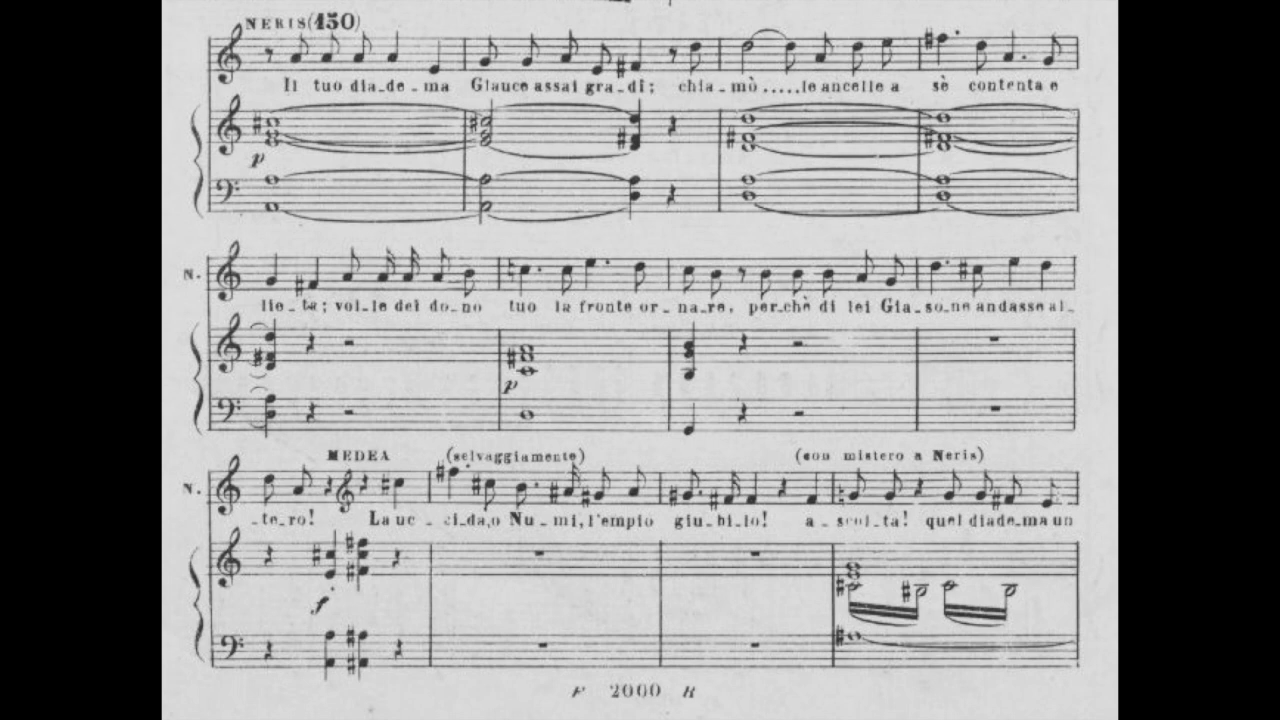 NERIS (150)
Il tuo dia_de_ma Glauce assai gra_dì; chia_mò.....le ancelle a sè contenta e
p
N.
lie_ta; vol_le del do_no tuo la fronte or_na_re, per_chè di lei Gia_so_ne andasse al_
p
MEDEA (selvaggiamente) (con mistero a Neris)
N.
_te_ro! La uc_ci_da, o Nu_mi, l'empio giu_bi_lo! a_scol_ta! quel diade_ma un
f
F 2000 R